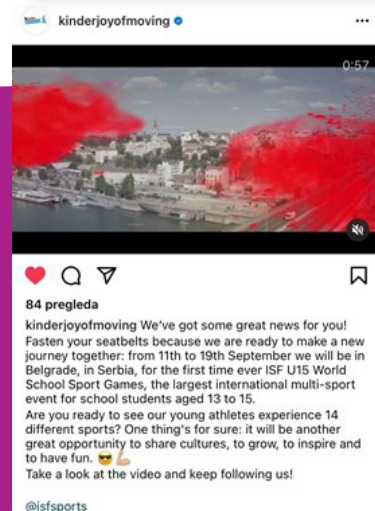 kinderjoyofmoving
0:57
84 pregleda
kinderjoyofmoving We've got some great news for you!
Fasten your seatbelts because we are ready to make a new
journey together: from 11th to 19th September we will be in
Belgrade, in Serbia, for the first time ever ISF U15 World
School Sport Games, the largest international multi-sport
event for school students aged 13 to 15.
Are you ready to see our young athletes experience 14
different sports? One thing's for sure: it will be another
great opportunity to share cultures, to grow, to inspire and
to have fun. 😎💪🏼
Take a look at the video and keep following us!
@isfsports